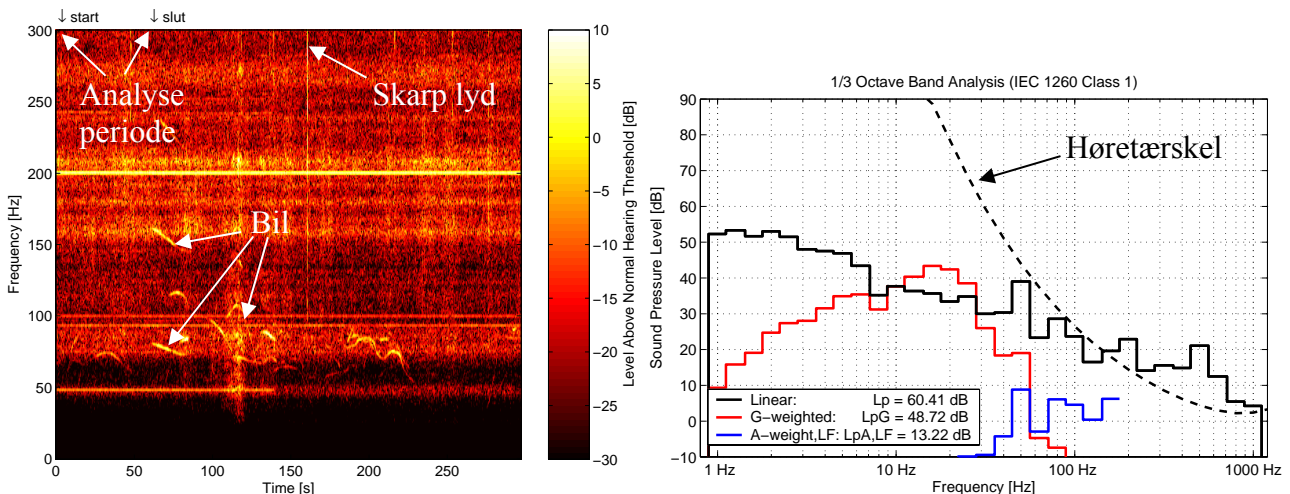 ↓ start ↓ slut
300
250
200
150
100
50
0
Frequency [Hz]
0 50 100 150 200 250
Time [s]
Analyse
periode
Skarp lyd
Bil
10
5
0
−5
−10
−15
−20
−25
−30
Level Above Normal Hearing Threshold [dB]
1/3 Octave Band Analysis (IEC 1260 Class 1)
90
80
70
60
50
40
30
20
10
0
−10
Sound Pressure Level [dB]
Høretærskel
Linear: Lp = 60.41 dB
G-weighted: LpG = 48.72 dB
A-weight,LF: LpA,LF = 13.22 dB
1 Hz 10 Hz 100 Hz 1000 Hz
Frequency [Hz]